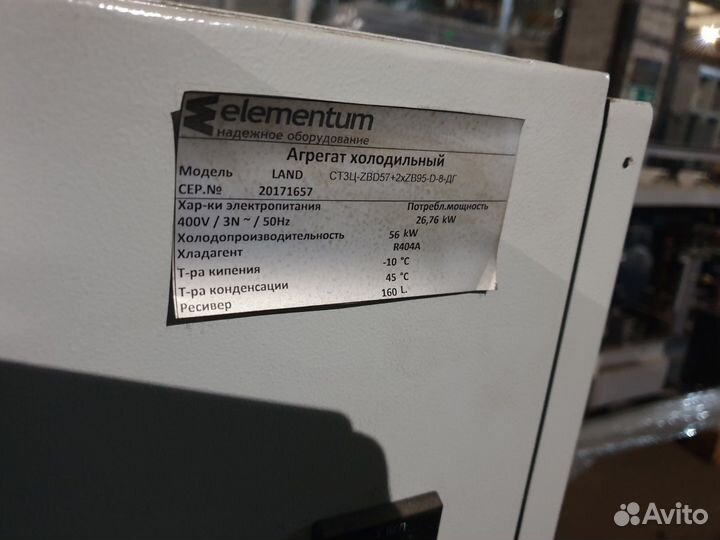 elementum
надежное оборудование
Агрегат холодильный
Модель LAND СТ3Ц-ZBD57+2xZB95-D-8-ДГ
СЕР.№ 20171657
Хар-ки электропитания Потребл.мощность
400V / 3N ~ / 50Hz 26,76 kW
Холодопроизводительность 56 kW
Хладагент R404A
Т-ра кипения -10 °C
Т-ра конденсации 45 °C
Ресивер 160 L.
Avito